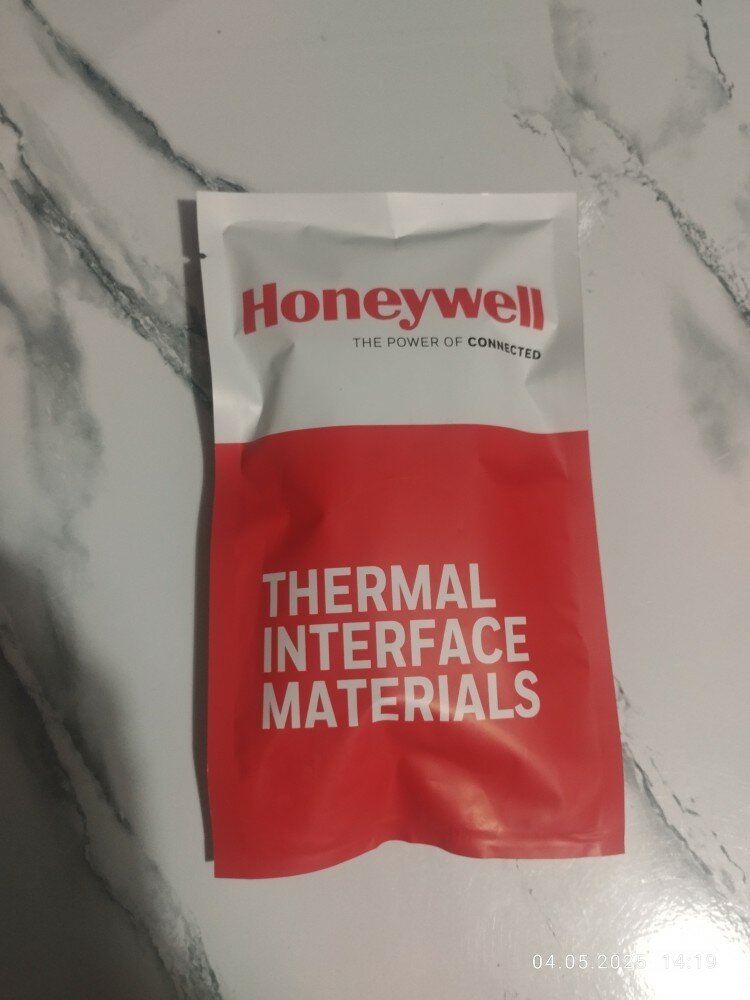 Honeywell
THE POWER OF CONNECTED
THERMAL
INTERFACE
MATERIALS
04.05.2025 14:19